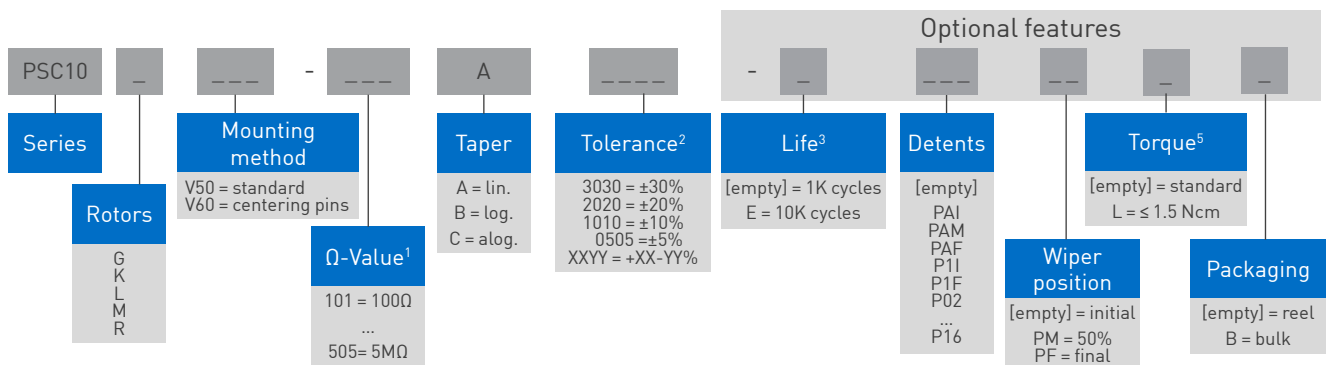 Optional features
PSC10 _ _ _ _ - _ _ _ A _ _ _ _ - _ _ _ _ _ _ _ _
Series
Rotors
G
K
L
M
R
Mounting
method
V50 = standard
V60 = centering pins
Ω-Value1
101 = 100Ω
...
505= 5MΩ
Taper
A = lin.
B = log.
C = alog.
Tolerance2
3030 = ±30%
2020 = ±20%
1010 = ±10%
0505 =±5%
XXYY = +XX-YY%
Life3
[empty] = 1K cycles
E = 10K cycles
Detents
[empty]
PAI
PAM
PAF
P1I
P1F
P02
...
P16
Wiper
position
[empty] = initial
PM = 50%
PF = final
Torque5
[empty] = standard
L = ≤ 1.5 Ncm
Packaging
[empty] = reel
B = bulk